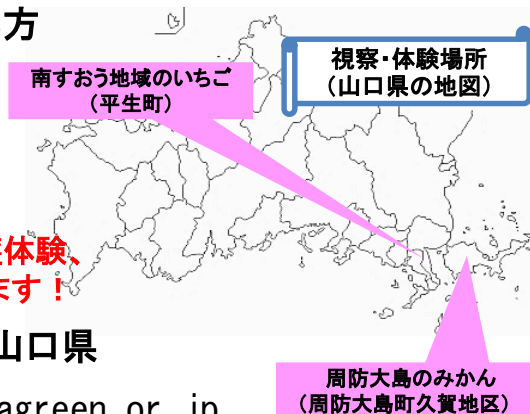 方
視察・体験場所
（山口県の地図）
南すおう地域のいちご
（平生町）
体験、
ます！
山口県
agreen.or.jp
周防大島のみかん
（周防大島町久賀地区）